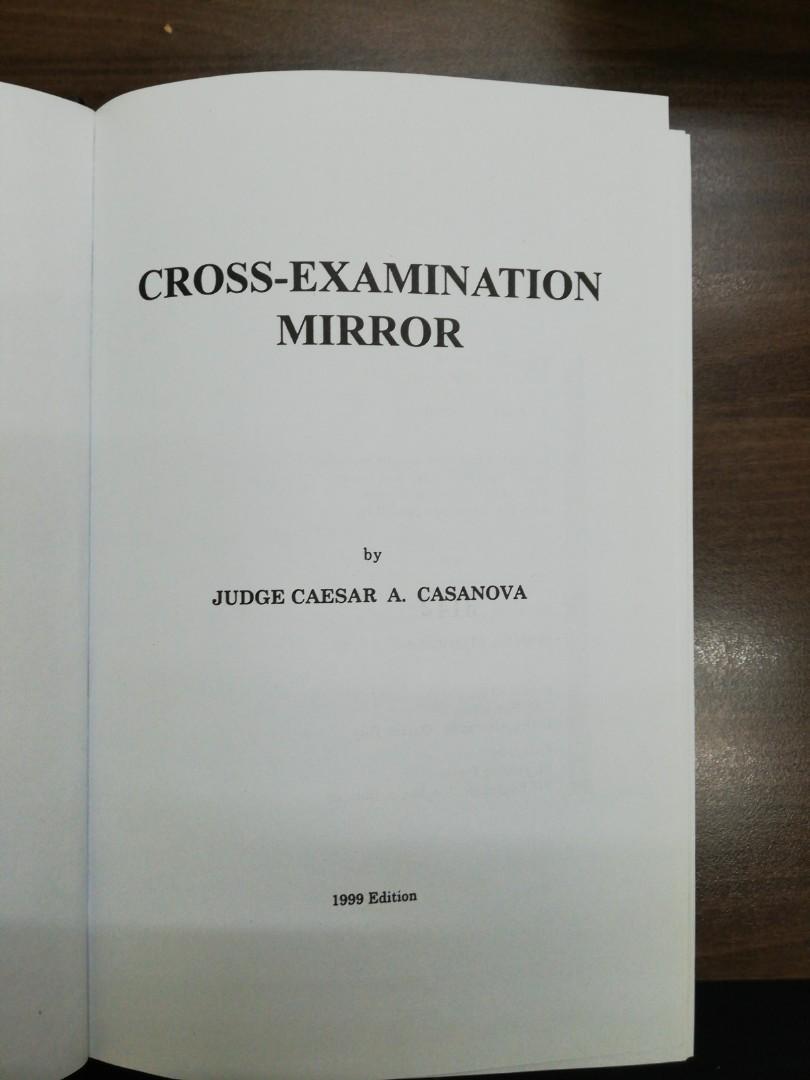 CROSS-EXAMINATION
MIRROR
by
JUDGE CAESAR A. CASANOVA
1999 Edition